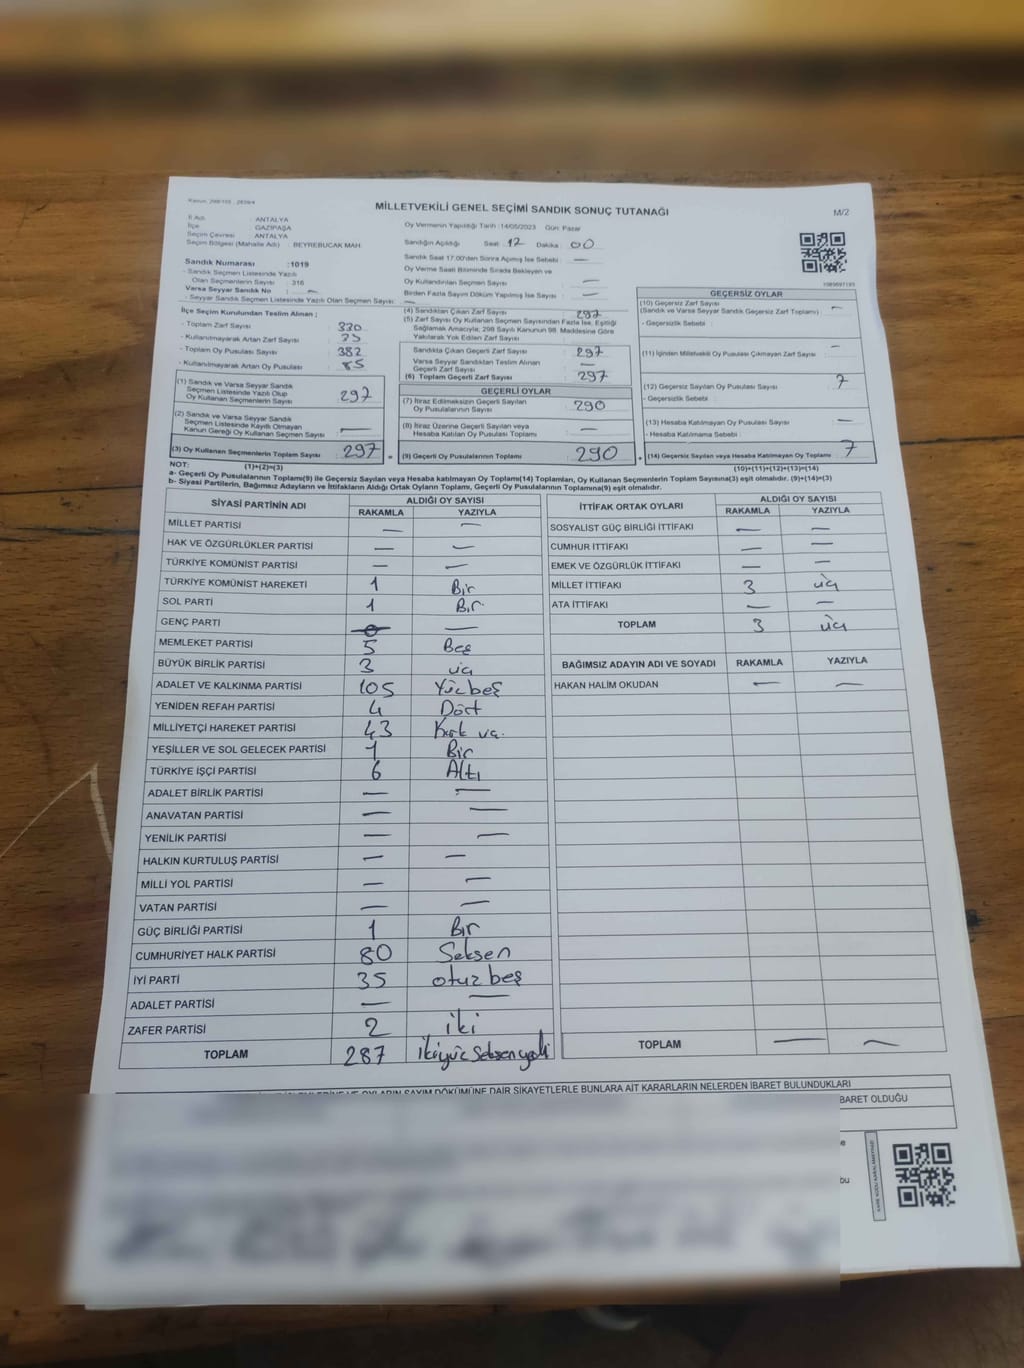 Kanun, 298/105 , 2839/4
MİLLETVEKİLİ GENEL SEÇİMİ SANDIK SONUÇ TUTANAĞI
M/2
İl Adı : ANTALYA
İlçe : GAZİPAŞA
Seçim Çevresi : ANTALYA
Seçim Bölgesi (Mahalle Adı) : BEYREBUCAK MAH.
Sandık Numarası :1019
- Sandık Seçmen Listesinde Yazılı
Olan Seçmenlerin Sayısı : 316
Varsa Seyyar Sandık No : —
- Seyyar Sandık Seçmen Listesinde Yazılı Olan Seçmen Sayısı: —
Oy Vermenin Yapıldığı Tarih :14/05/2023 Gün: Pazar
Sandığın Açıldığı Saat: 12 Dakika : 00
Sandık Saat 17:00'den Sonra Açılmış İse Sebebi : —
Oy Verme Saati Bitiminde Sırada Bekleyen ve
Oy Kullandırılan Seçmen Sayısı : —
Birden Fazla Sayım Döküm Yapılmış İse Sayısı : —
İlçe Seçim Kurulundan Teslim Alınan ;
- Toplam Zarf Sayısı : 330
- Kullanılmayarak Artan Zarf Sayısı :
- Toplam Oy Pusulası Sayısı : 382
- Kullanılmayarak Artan Oy Pusulası : 85
(1) Sandık ve Varsa Seyyar Sandık
Seçmen Listesinde Yazılı Olup
Oy Kullanan Seçmenlerin Sayısı : 297
(2) Sandık ve Varsa Seyyar Sandık
Seçmen Listesinde Kayıtlı Olmayan
Kanun Gereği Oy Kullanan Seçmen Sayısı : —
(3) Oy Kullanan Seçmenlerin Toplam Sayısı : 297
(4) Sandıktan Çıkan Zarf Sayısı : 297
(5) Zarf Sayısı Oy Kullanan Seçmen Sayısından Fazla İse, Eşitliği
Sağlamak Amacıyla; 298 Sayılı Kanunun 98. Maddesine Göre
Yakılarak Yok Edilen Zarf Sayısı :
Sandıkta Çıkan Geçerli Zarf Sayısı : 297
Varsa Seyyar Sandıktan Teslim Alınan
Geçerli Zarf Sayısı : —
(6) Toplam Geçerli Zarf Sayısı : 297
GEÇERLİ OYLAR
(7) İtiraz Edilmeksizin Geçerli Sayılan
Oy Pusulalarının Sayısı : 290
(8) İtiraz Üzerine Geçerli Sayılan veya
Hesaba Katılan Oy Pusulası Toplamı : —
= (9) Geçerli Oy Pusulalarının Toplamı : 290
GEÇERSİZ OYLAR
(10) Geçersiz Zarf Sayısı
(Sandık ve Varsa Seyyar Sandık Geçersiz Zarf Toplamı) : —
- Geçersizlik Sebebi :
(11) İçinden Milletvekili Oy Pusulası Çıkmayan Zarf Sayısı : —
(12) Geçersiz Sayılan Oy Pusulası Sayısı : 7
- Geçersizlik Sebebi :
(13) Hesaba Katılmayan Oy Pusulası Sayısı : —
- Hesaba Katılmama Sebebi :
+ (14) Geçersiz Sayılan veya Hesaba Katılmayan Oy Toplamı : 7
NOT: (1)+(2)=(3) (10)+(11)+(12)+(13)=(14)
a- Geçerli Oy Pusulalarının Toplamı(9) ile Geçersiz Sayılan veya Hesaba katılmayan Oy Toplam(14) Toplamları, Oy Kullanan Seçmenlerin Toplam Sayısına(3) eşit olmalıdır. (9)+(14)=(3)
b- Siyasi Partilerin, Bağımsız Adayların ve İttifakların Aldığı Ortak Oyların Toplamı, Geçerli Oy Pusulalarının Toplamına(9) eşit olmalıdır.
SİYASİ PARTİNİN ADI ALDIĞI OY SAYISI
RAKAMLA YAZIYLA
MİLLET PARTİSİ — —
HAK VE ÖZGÜRLÜKLER PARTİSİ — —
TÜRKİYE KOMÜNİST PARTİSİ — —
TÜRKİYE KOMÜNİST HAREKETİ 1 Bir
SOL PARTİ 1 Bir
GENÇ PARTİ —
MEMLEKET PARTİSİ 5 Beş
BÜYÜK BİRLİK PARTİSİ 3 üç
ADALET VE KALKINMA PARTİSİ 105 Yüzbeş
YENİDEN REFAH PARTİSİ 4 Dört
MİLLİYETÇİ HAREKET PARTİSİ 43 Kırk üç
YEŞİLLER VE SOL GELECEK PARTİSİ 1 Bir
TÜRKİYE İŞÇİ PARTİSİ 6 Altı
ADALET BİRLİK PARTİSİ — —
ANAVATAN PARTİSİ — —
YENİLİK PARTİSİ — —
HALKIN KURTULUŞ PARTİSİ — —
MİLLİ YOL PARTİSİ — —
VATAN PARTİSİ — —
GÜÇ BİRLİĞİ PARTİSİ 1 Bir
CUMHURİYET HALK PARTİSİ 80 Seksen
İYİ PARTİ 35 otuz beş
ADALET PARTİSİ — —
ZAFER PARTİSİ 2 iki
TOPLAM 287 ikiyüz Seksen yedi
İTTİFAK ORTAK OYLARI ALDIĞI OY SAYISI
RAKAMLA YAZIYLA
SOSYALİST GÜÇ BİRLİĞİ İTTİFAKI — —
CUMHUR İTTİFAKI — —
EMEK VE ÖZGÜRLÜK İTTİFAKI — —
MİLLET İTTİFAKI 3 üç
ATA İTTİFAKI — —
TOPLAM 3 üç
BAĞIMSIZ ADAYIN ADI VE SOYADI RAKAMLA YAZIYLA
HAKAN HALİM OKUDAN — —
TOPLAM — —
OYLARIN SAYIM DÖKÜMÜNE DAİR ŞİKAYETLERLE BUNLARA AİT KARARLARIN NELERDEN İBARET BULUNDUKLARI
BARET OLDUĞU